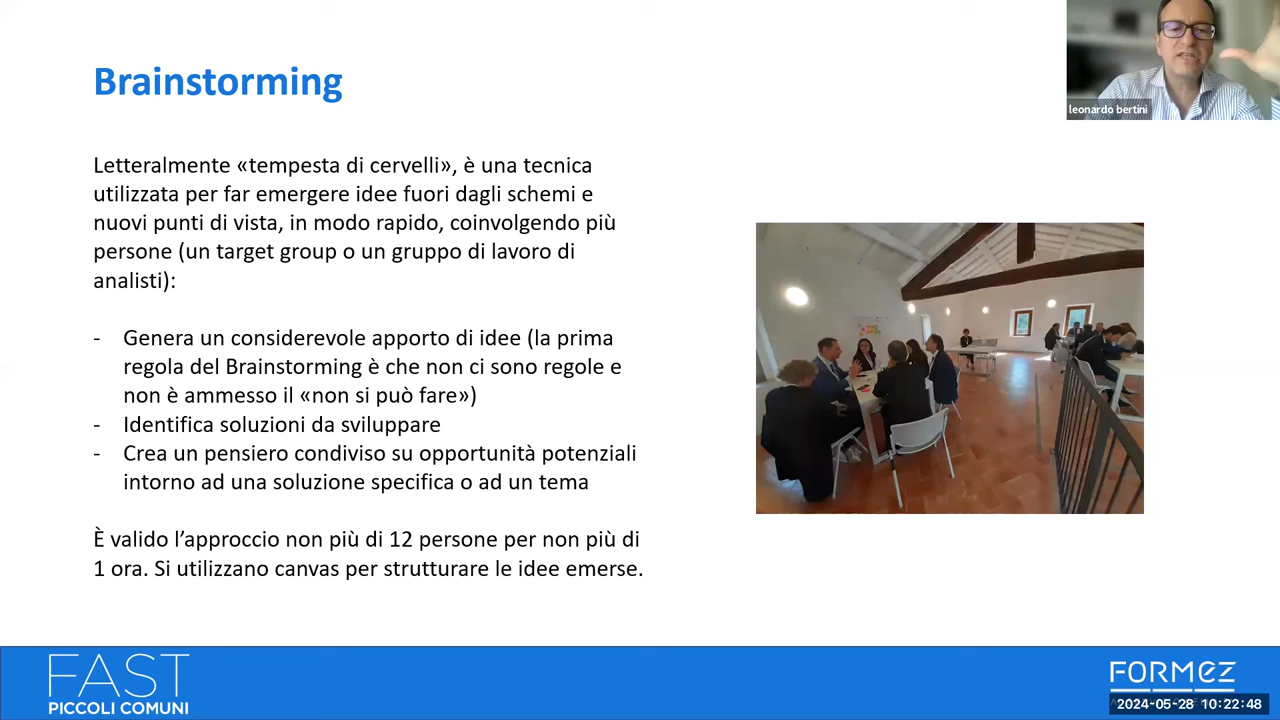 Brainstorming
leonardo bertini
Letteralmente «tempesta di cervelli», è una tecnica
utilizzata per far emergere idee fuori dagli schemi e
nuovi punti di vista, in modo rapido, coinvolgendo più
persone (un target group o un gruppo di lavoro di
analisti):
- Genera un considerevole apporto di idee (la prima
regola del Brainstorming è che non ci sono regole e
non è ammesso il «non si può fare»)
- Identifica soluzioni da sviluppare
- Crea un pensiero condiviso su opportunità potenziali
intorno ad una soluzione specifica o ad un tema
È valido l’approccio non più di 12 persone per non più di
1 ora. Si utilizzano canvas per strutturare le idee emerse.
FAST
PICCOLI COMUNI
FORMEZ
2024-05-28 10:22:48